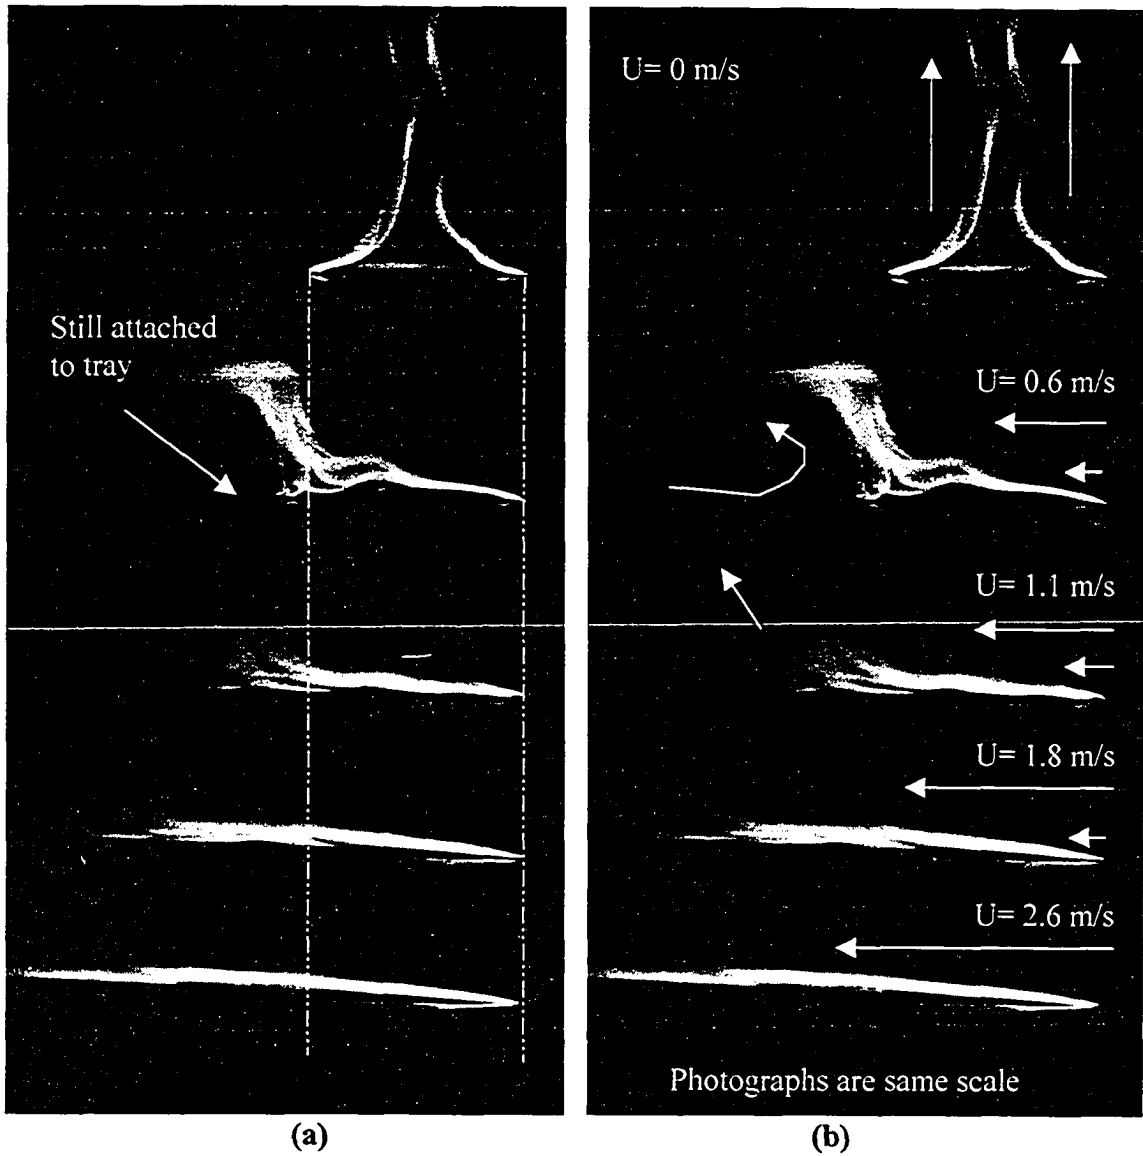 U= 0 m/s
Still attached
to tray
U= 0.6 m/s
U= 1.1 m/s
U= 1.8 m/s
U= 2.6 m/s
Photographs are same scale
(a)
(b)